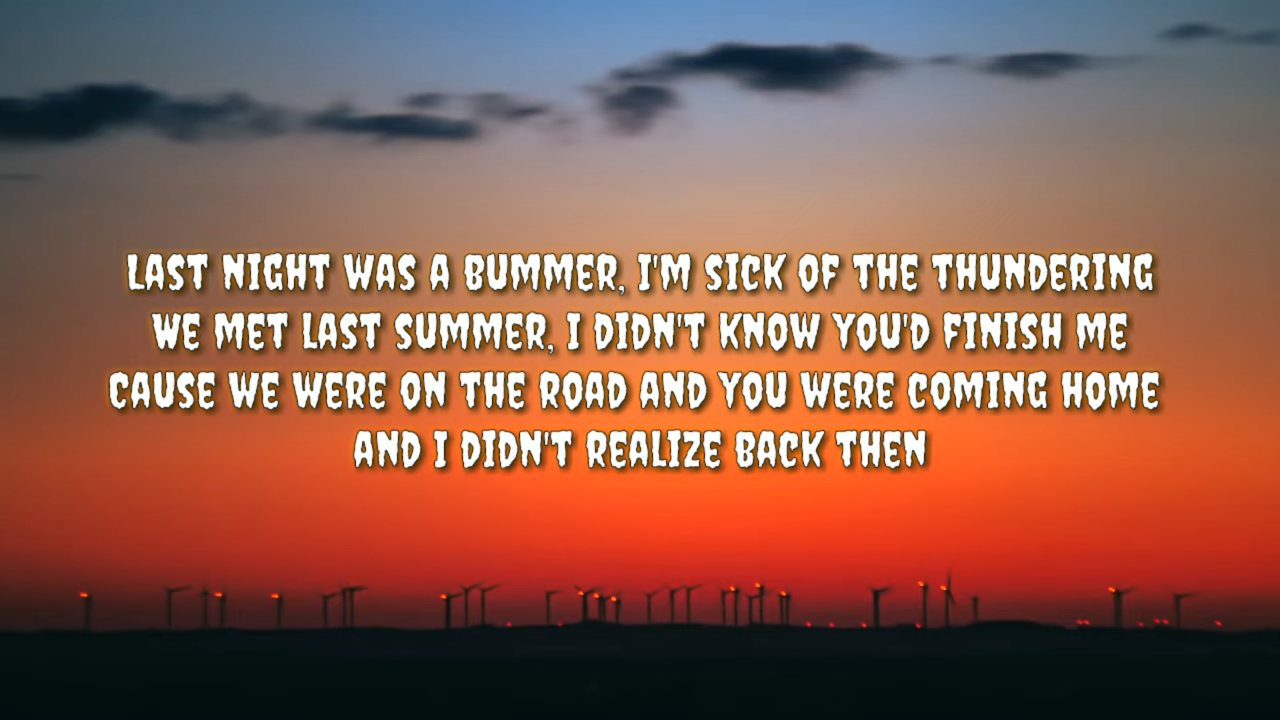 LAST NIGHT WAS A BUMMER, I'M SICK OF THE THUNDERING
WE MET LAST SUMMER, I DIDN'T KNOW YOU'D FINISH ME
CAUSE WE WERE ON THE ROAD AND YOU WERE COMING HOME
AND I DIDN'T REALIZE BACK THEN